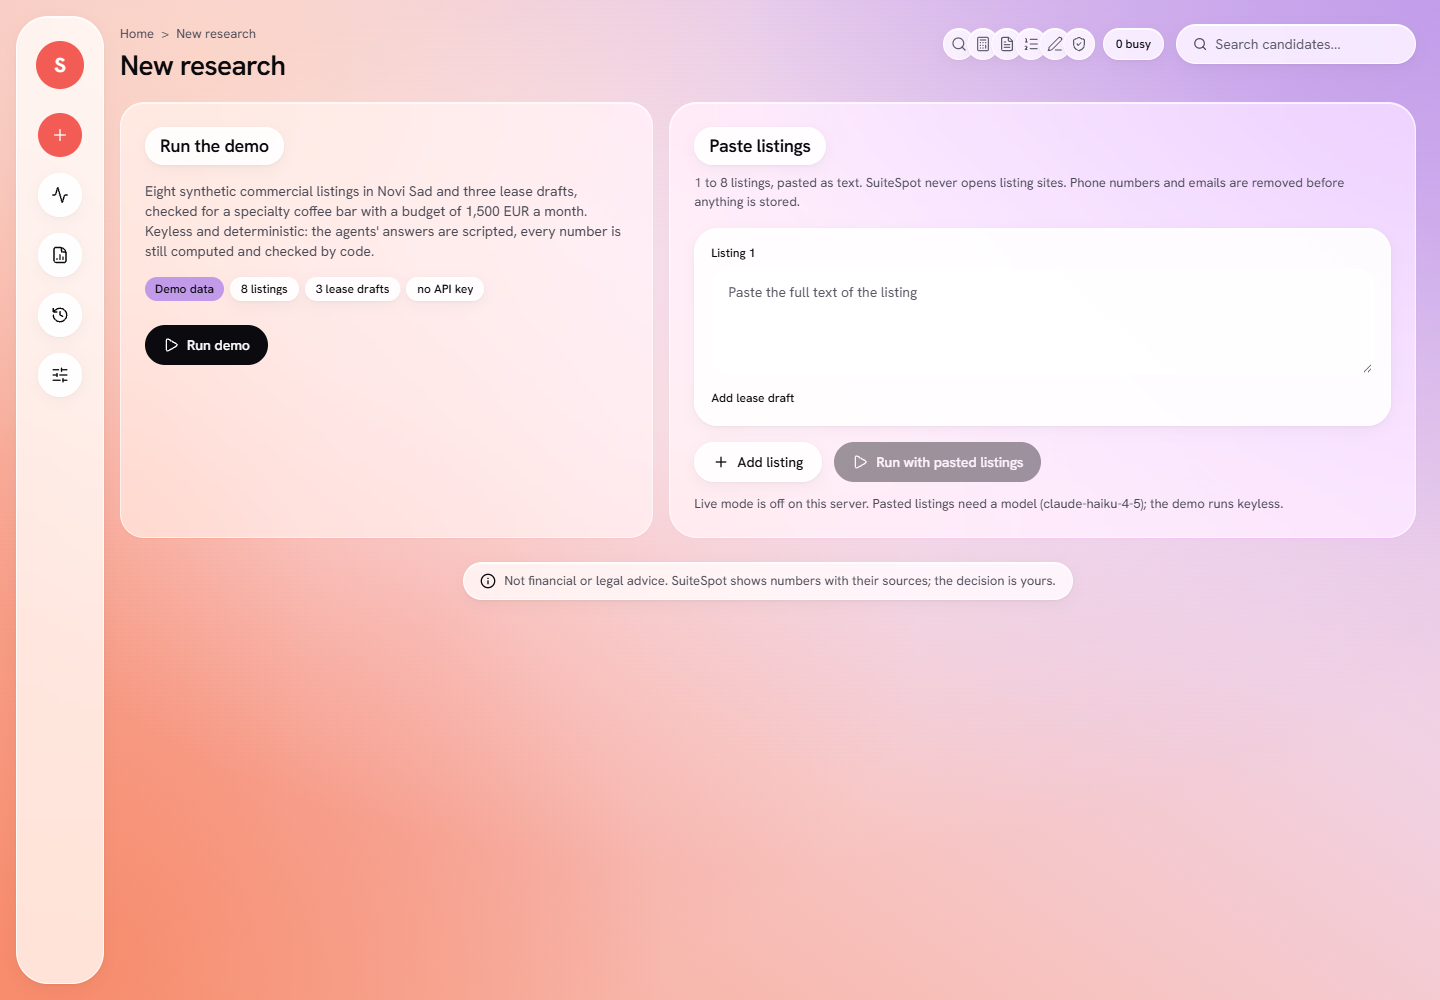 S
Home > New research
New research
0 busy
Search candidates...
Run the demo
Eight synthetic commercial listings in Novi Sad and three lease drafts,
checked for a specialty coffee bar with a budget of 1,500 EUR a month.
Keyless and deterministic: the agents' answers are scripted, every number is
still computed and checked by code.
Demo data
8 listings
3 lease drafts
no API key
Run demo
Paste listings
1 to 8 listings, pasted as text. SuiteSpot never opens listing sites. Phone numbers and emails are removed before
anything is stored.
Listing 1
Paste the full text of the listing
Add lease draft
Add listing
Run with pasted listings
Live mode is off on this server. Pasted listings need a model (claude-haiku-4-5); the demo runs keyless.
Not financial or legal advice. SuiteSpot shows numbers with their sources; the decision is yours.